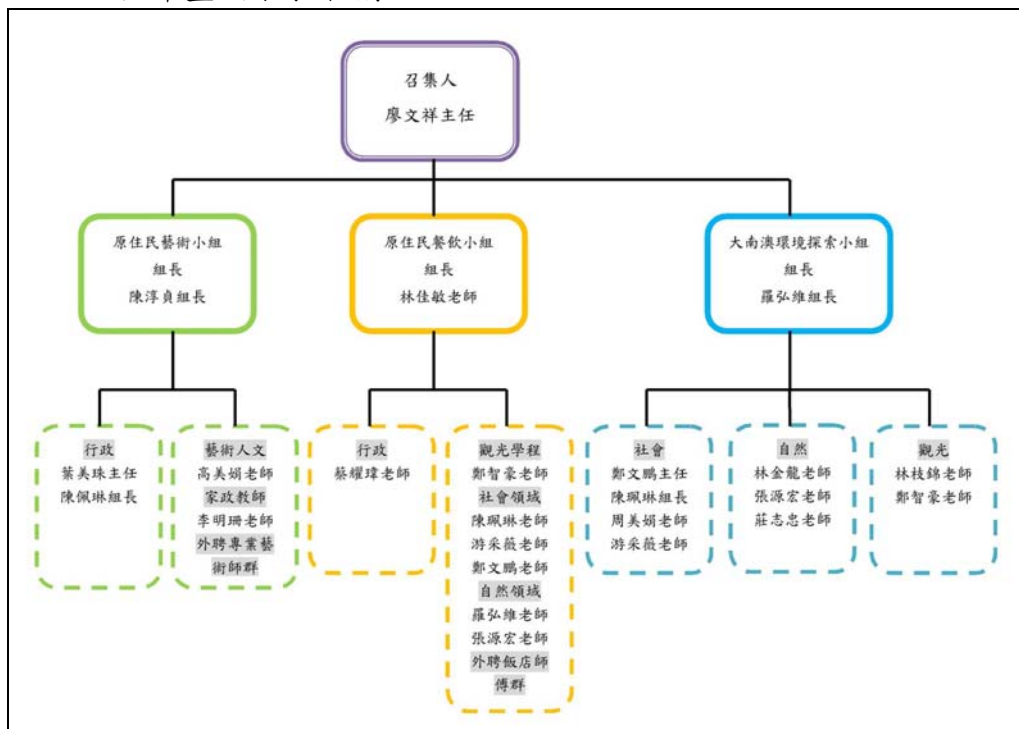 召集人
廖文祥主任
原住民藝術小組
組長
陳淳貞組長
原住民餐飲小組
組長
林佳敏老師
大南澳環境探索小組
組長
羅弘維組長
行政
葉美珠主任
陳佩琳組長
藝術人文
高美娟老師
家政教師
李明珊老師
外聘專業藝
術師群
行政
蔡耀瑋老師
觀光學程
鄭智豪老師
社會領域
陳珮琳老師
游采薇老師
鄭文鵬老師
自然領域
羅弘維老師
張源宏老師
外聘飯店師
傅群
社會
鄭文鵬主任
陳珮琳組長
周美娟老師
游采薇老師
自然
林金龍老師
張源宏老師
莊志忠老師
觀光
林枝錦老師
鄭智豪老師